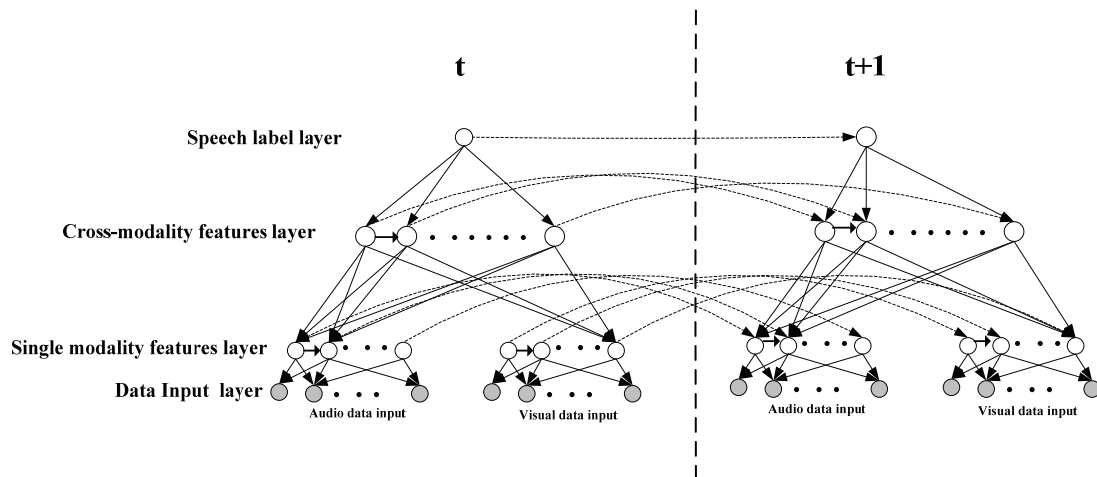 t
t+1
Speech label layer
Cross-modality features layer
Single modality features layer
Data Input layer
Audio data input
Visual data input
Audio data input
Visual data input